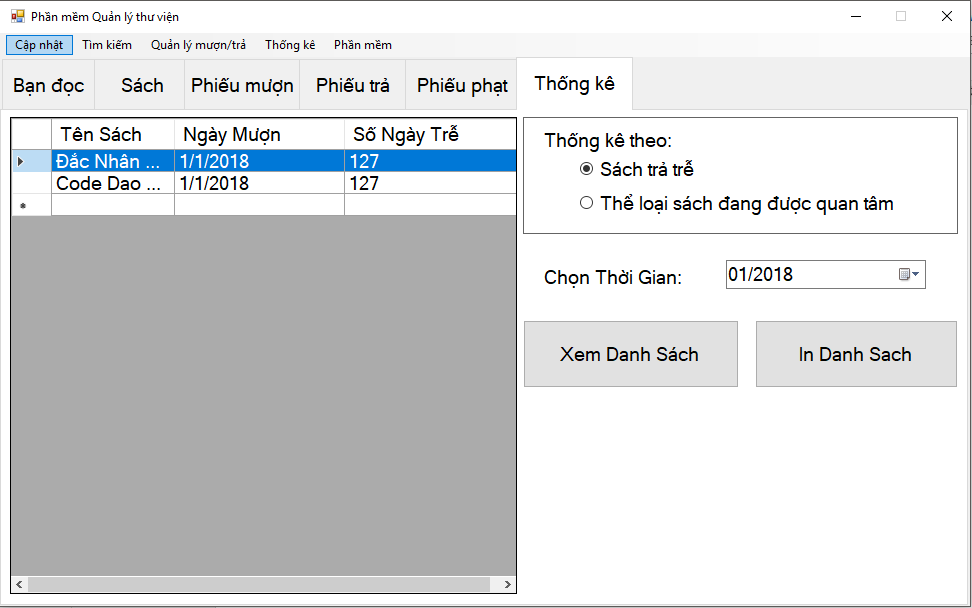 Phần mềm Quản lý thư viện
Cập nhật Tìm kiếm Quản lý mượn/trả Thống kê Phần mềm
Bạn đọc Sách Phiếu mượn Phiếu trả Phiếu phạt Thống kê
Tên Sách Ngày Mượn Số Ngày Trễ
Đắc Nhân ... 1/1/2018 127
Code Dao ... 1/1/2018 127
Thống kê theo:
Sách trả trễ
Thể loại sách đang được quan tâm
Chọn Thời Gian: 01/2018
Xem Danh Sách In Danh Sach